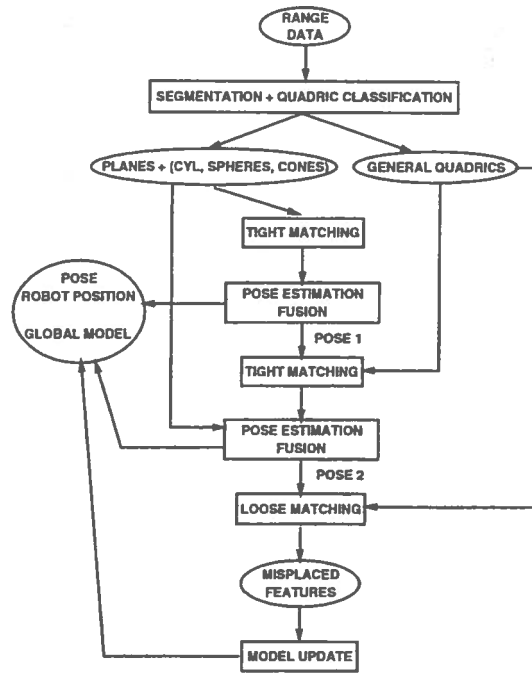 RANGE
DATA
SEGMENTATION + QUADRIC CLASSIFICATION
PLANES + (CYL, SPHERES, CONES)
GENERAL QUADRICS
TIGHT MATCHING
POSE
ROBOT POSITION
GLOBAL MODEL
POSE ESTIMATION
FUSION
POSE 1
TIGHT MATCHING
POSE ESTIMATION
FUSION
POSE 2
LOOSE MATCHING
MISPLACED
FEATURES
MODEL UPDATE